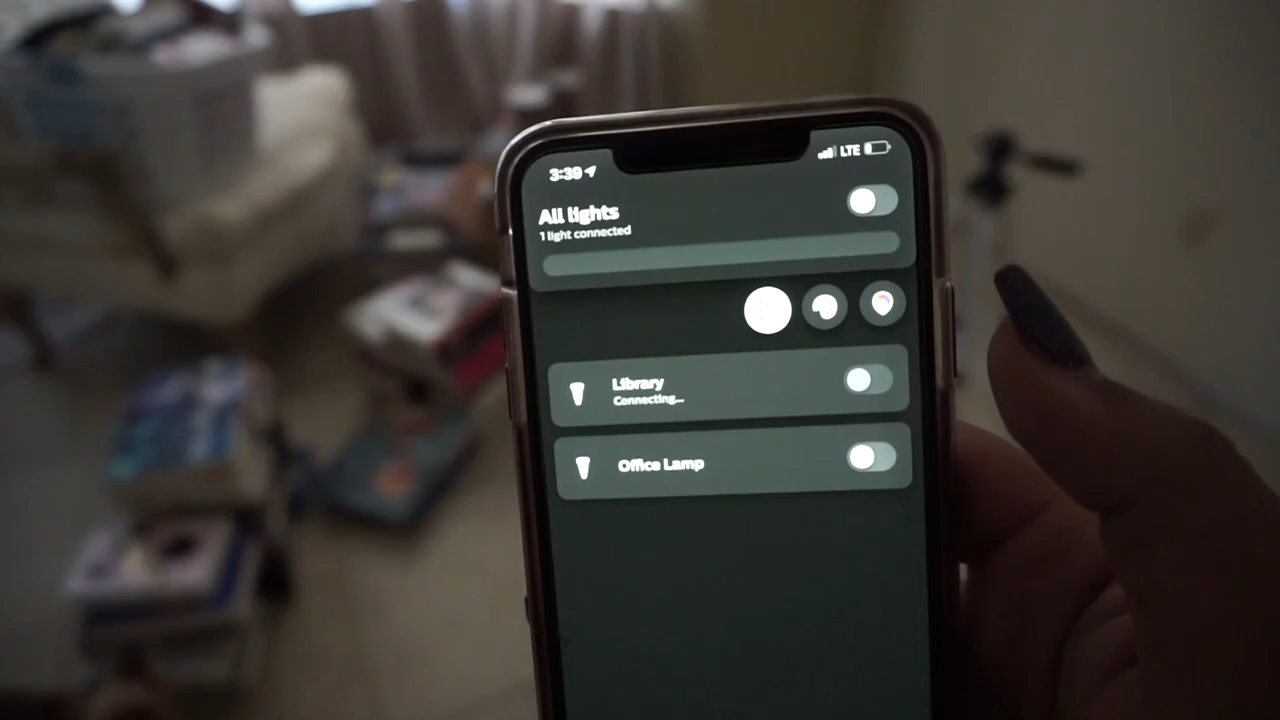 3:39
LTE
All lights
1 light connected
Library
Connecting...
Office Lamp